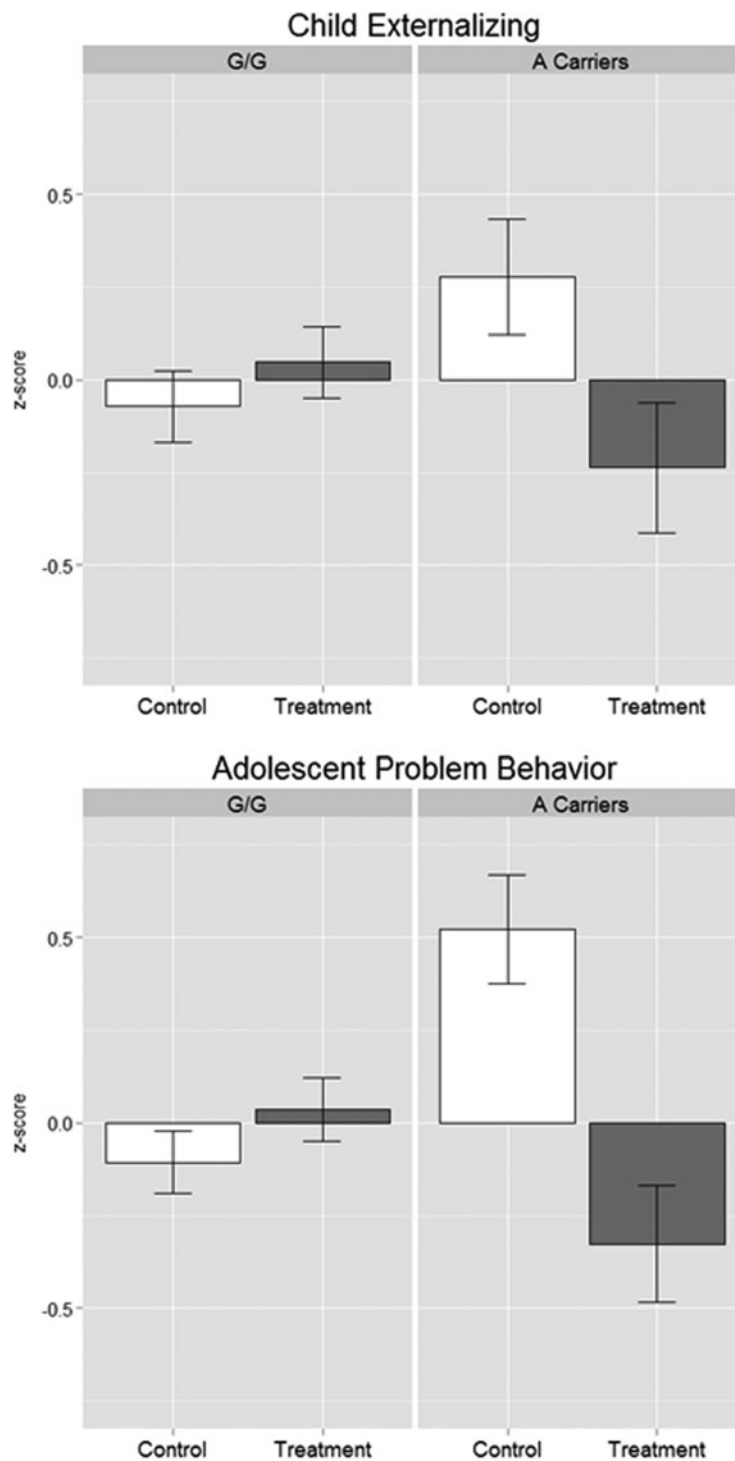 Child Externalizing
G/G A Carriers
0.5
0.0
-0.5
z-score
Control Treatment Control Treatment
Adolescent Problem Behavior
G/G A Carriers
0.5
0.0
-0.5
z-score
Control Treatment Control Treatment